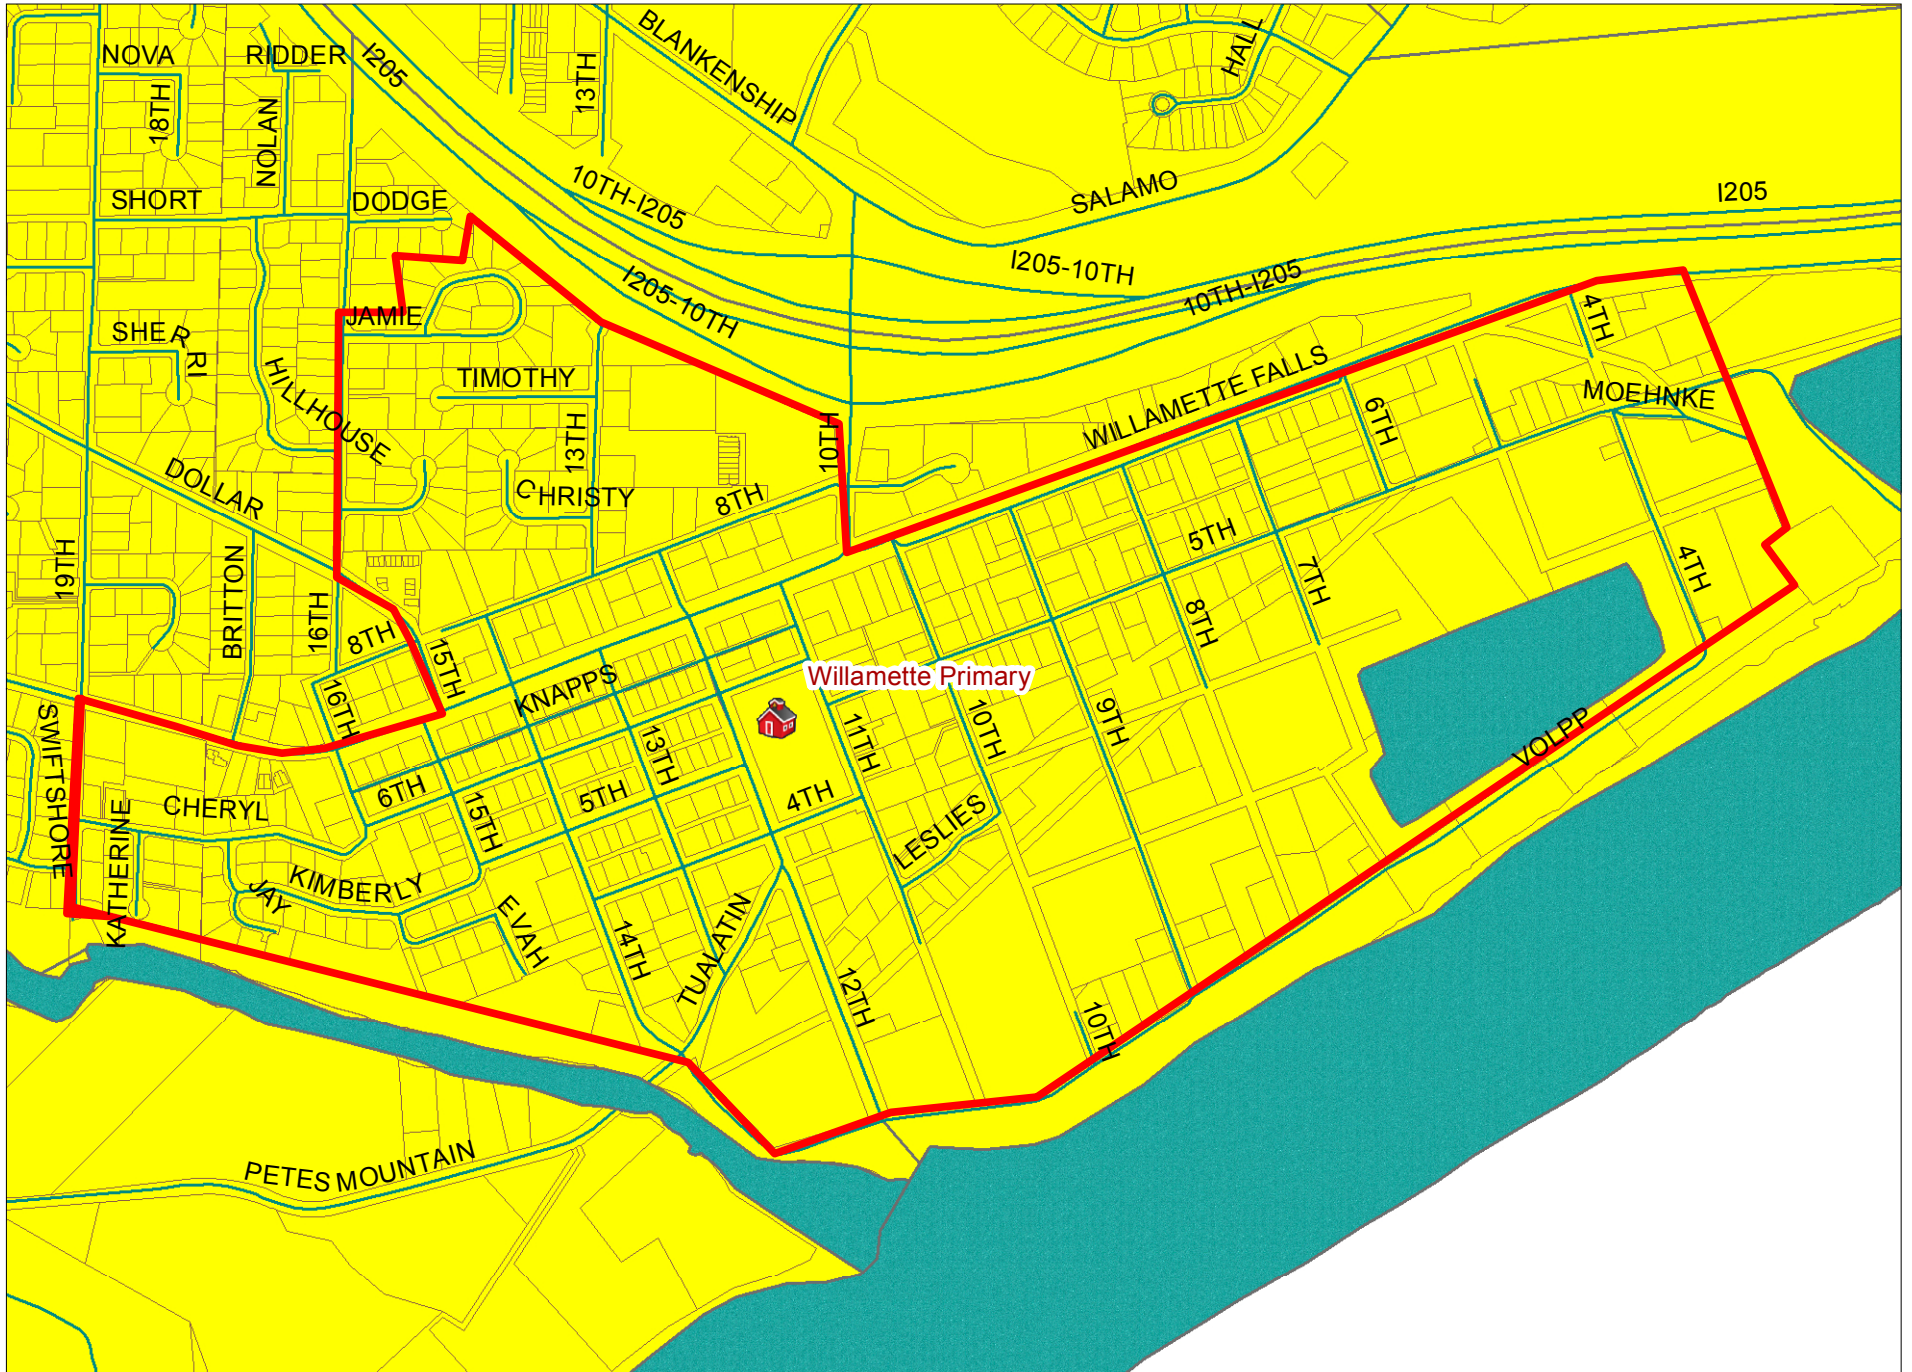 NOVA
RIDDER
I205
BLANKENSHIP
HALL
18TH
NOLAN
13TH
SHORT
DODGE
10TH-I205
SALAMO
I205
I205-10TH
10TH-I205
I205-10TH
SHERRI
JAMIE
4TH
HILLHOUSE
TIMOTHY
WILLAMETTE FALLS
MOEHNKE
6TH
13TH
10TH
DOLLAR
CHRISTY
8TH
5TH
19TH
BRITTON
16TH
8TH
15TH
7TH
4TH
8TH
KNAPPS
Willamette Primary
16TH
SWIFTSHORE
13TH
11TH
10TH
9TH
VOLPP
CHERYL
6TH
15TH
5TH
4TH
KATHERINE
LESLIES
KIMBERLY
JAY
EVAH
14TH
TUALATIN
12TH
10TH
PETES MOUNTAIN